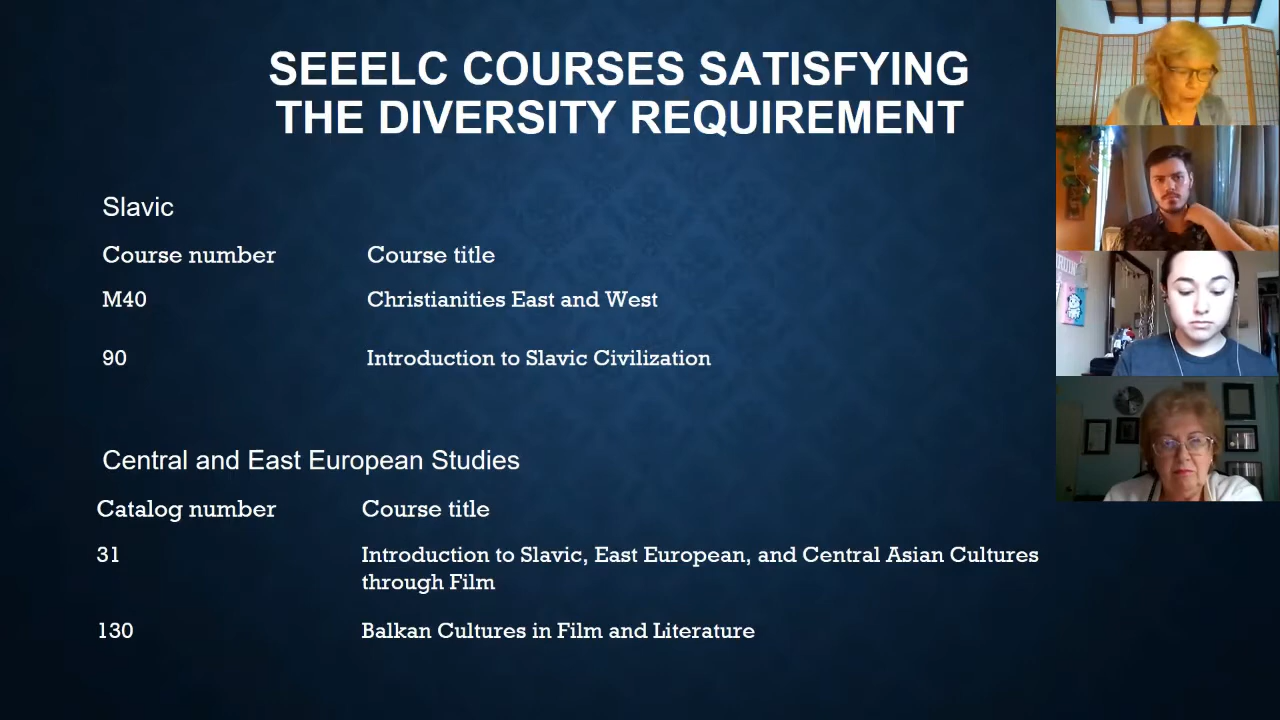 SEEELC COURSES SATISFYING
THE DIVERSITY REQUIREMENT
Slavic
Course number Course title
M40 Christianities East and West
90 Introduction to Slavic Civilization
Central and East European Studies
Catalog number Course title
31 Introduction to Slavic, East European, and Central Asian Cultures
through Film
130 Balkan Cultures in Film and Literature